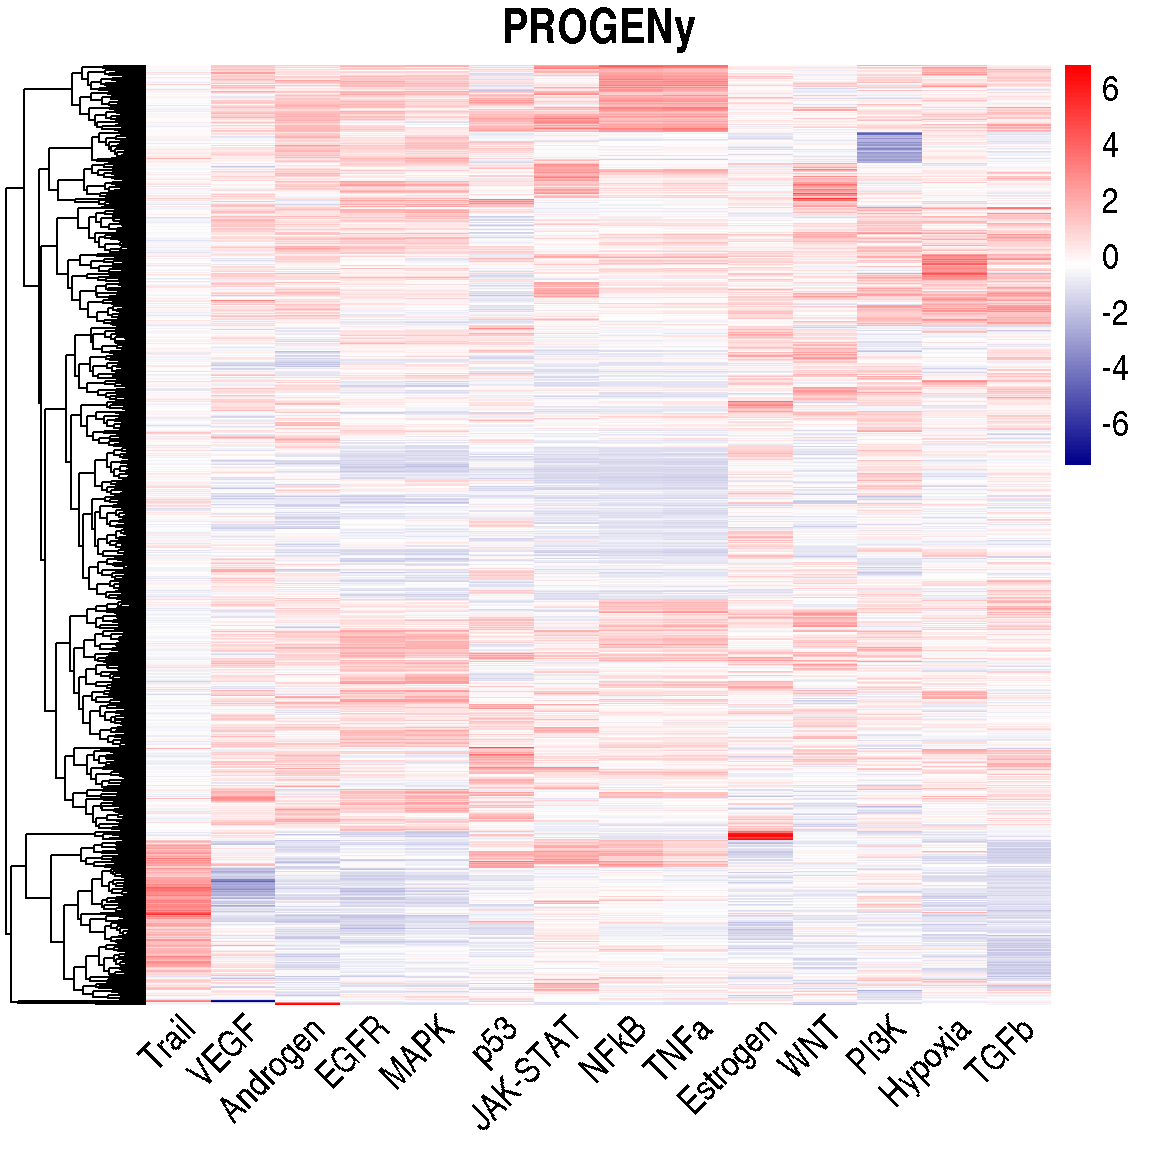 PROGENy
6
4
2
0
-2
-4
-6
Trail
VEGF
Androgen
EGFR
MAPK
p53
JAK-STAT
NFkB
TNFa
Estrogen
WNT
PI3K
Hypoxia
TGFb